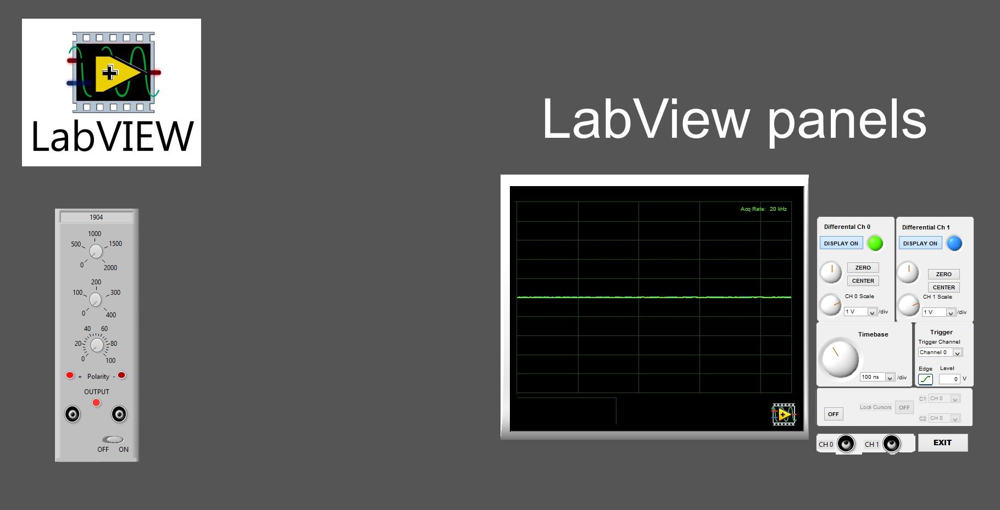 LabVIEW
LabView panels
1904
1000
500 1500
0 2000
200
100 300
0 400
40 60
20 80
0 100
+ Polarity -
OUTPUT
OFF ON
Acq Rate: 20 kHz
Differental Ch 0
DISPLAY ON
ZERO
CENTER
CH 0 Scale
1 V /div
Differential Ch 1
DISPLAY ON
ZERO
CENTER
CH 1 Scale
1 V /div
Timebase
100 ns /div
Trigger
Trigger Channel
Channel 0
Edge Level
0 V
OFF
Lock Cursors OFF
C1 CH 0
C2 CH 0
CH 0 CH 1
EXIT